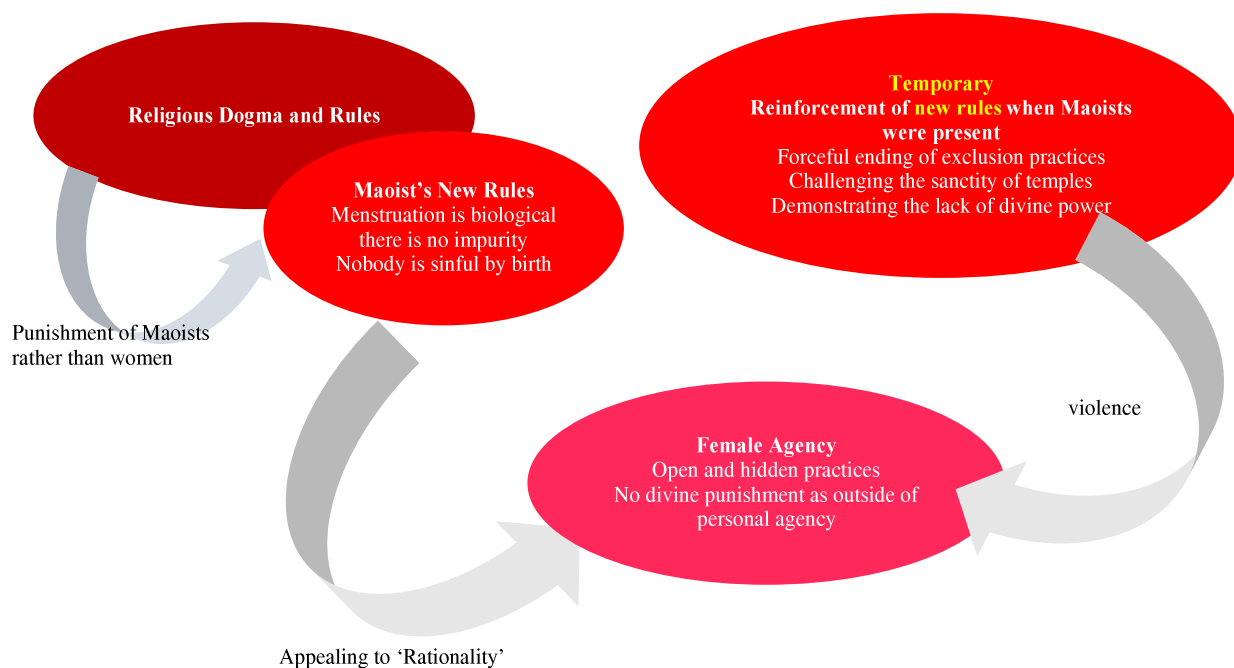 Religious Dogma and Rules
Maoist's New Rules
Menstruation is biological
there is no impurity
Nobody is sinful by birth
Punishment of Maoists
rather than women
Temporary
Reinforcement of new rules when Maoists
were present
Forceful ending of exclusion practices
Challenging the sanctity of temples
Demonstrating the lack of divine power
violence
Female Agency
Open and hidden practices
No divine punishment as outside of
personal agency
Appealing to ‘Rationality’